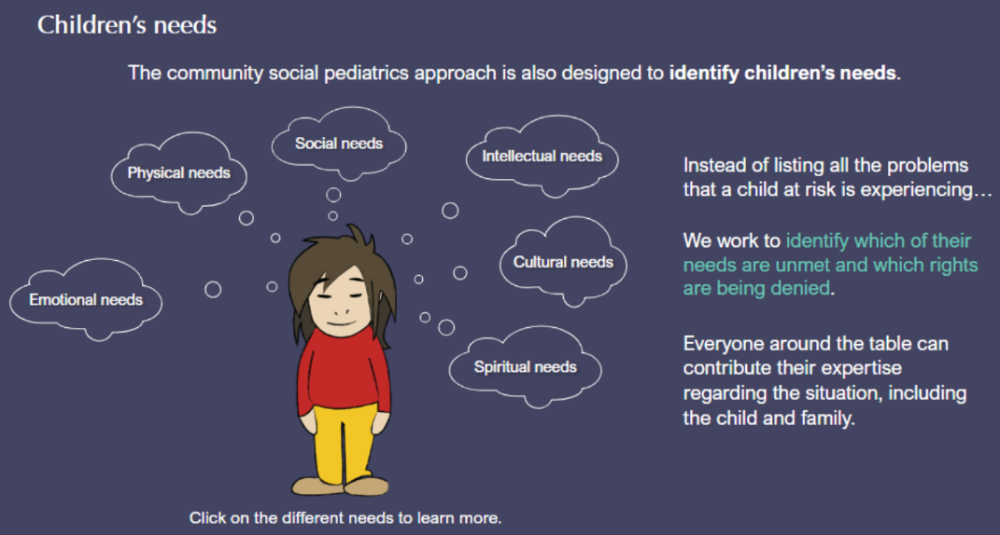 Children’s needs
The community social pediatrics approach is also designed to identify children’s needs.
Social needs
Intellectual needs
Physical needs
Cultural needs
Emotional needs
Spiritual needs
Instead of listing all the problems
that a child at risk is experiencing…
We work to identify which of their
needs are unmet and which rights
are being denied.
Everyone around the table can
contribute their expertise
regarding the situation, including
the child and family.
Click on the different needs to learn more.